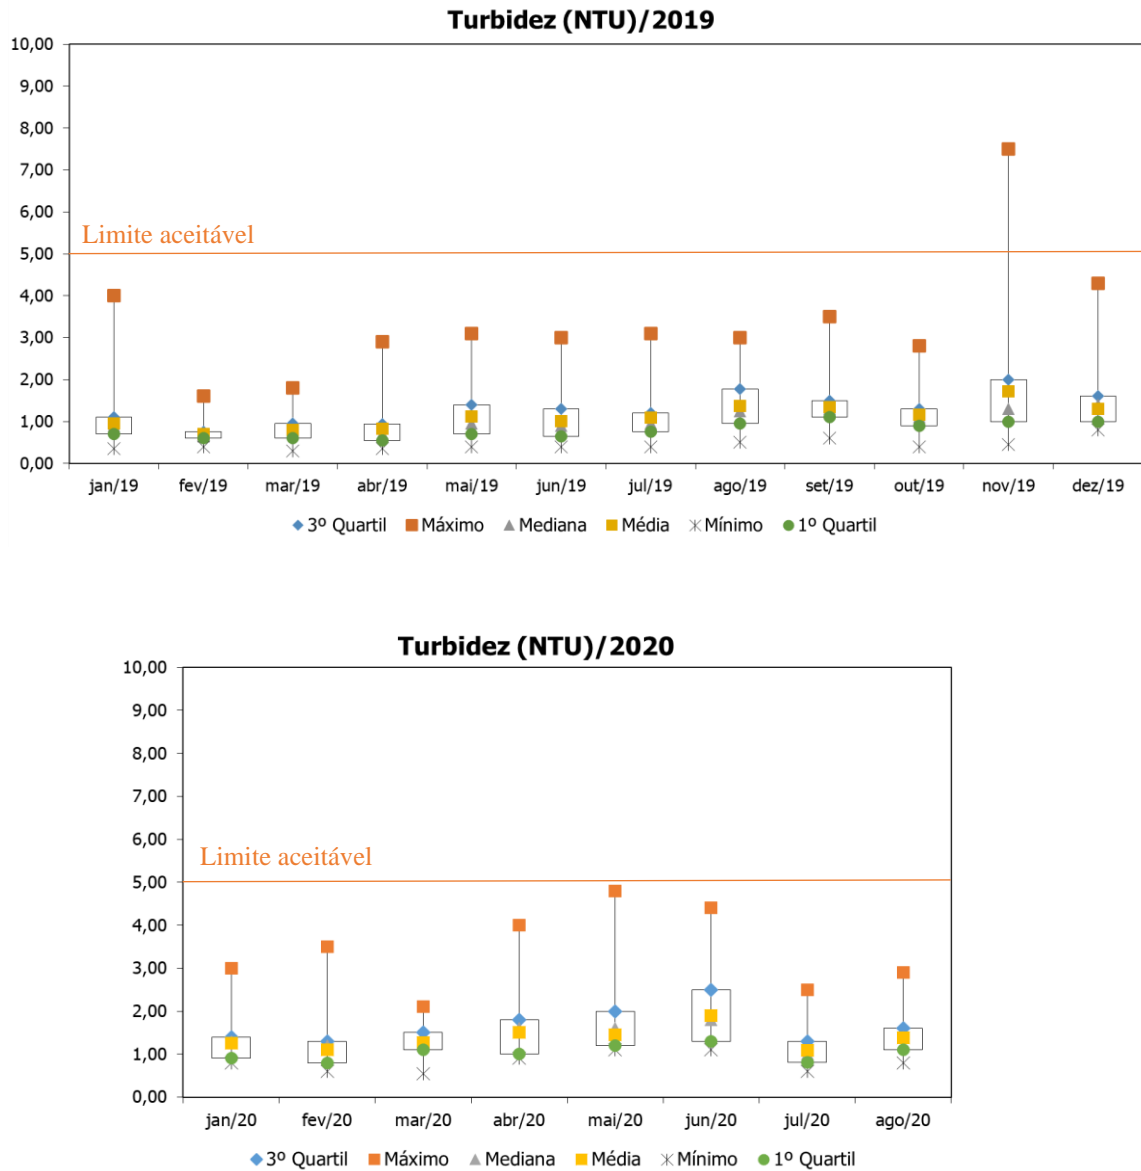 Turbidez (NTU)/2019
10,00
9,00
8,00
7,00
6,00
5,00
4,00
3,00
2,00
1,00
0,00
Limite aceitável
jan/19 fev/19 mar/19 abr/19 mai/19 jun/19 jul/19 ago/19 set/19 out/19 nov/19 dez/19
3º Quartil Máximo Mediana Média Mínimo 1º Quartil
Turbidez (NTU)/2020
10,00
9,00
8,00
7,00
6,00
5,00
4,00
3,00
2,00
1,00
0,00
Limite aceitável
jan/20 fev/20 mar/20 abr/20 mai/20 jun/20 jul/20 ago/20
3º Quartil Máximo Mediana Média Mínimo 1º Quartil